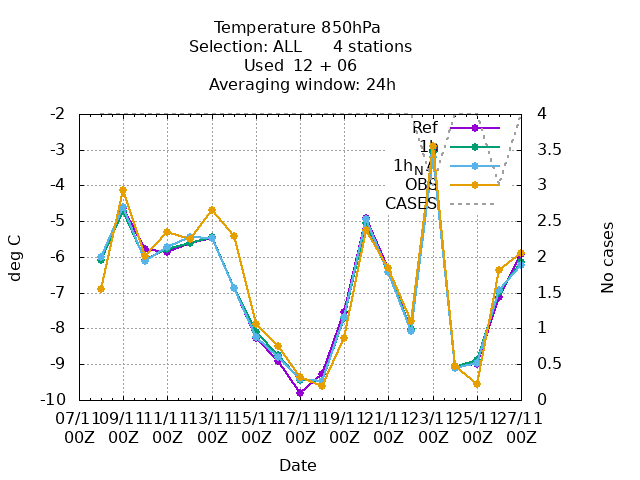 Temperature 850hPa
Selection: ALL 4 stations
Used 12 + 06
Averaging window: 24h
-2
-3
-4
-5
-6
-7
-8
-9
-10
deg C
4
3.5
3
2.5
2
1.5
1
0.5
0
No cases
Ref
1h
1h_N A
OBS
CASES
07/11 09/11 11/11 13/11 15/11 17/11 19/11 21/11 23/11 25/11 27/11
00Z 00Z 00Z 00Z 00Z 00Z 00Z 00Z 00Z 00Z 00Z
Date